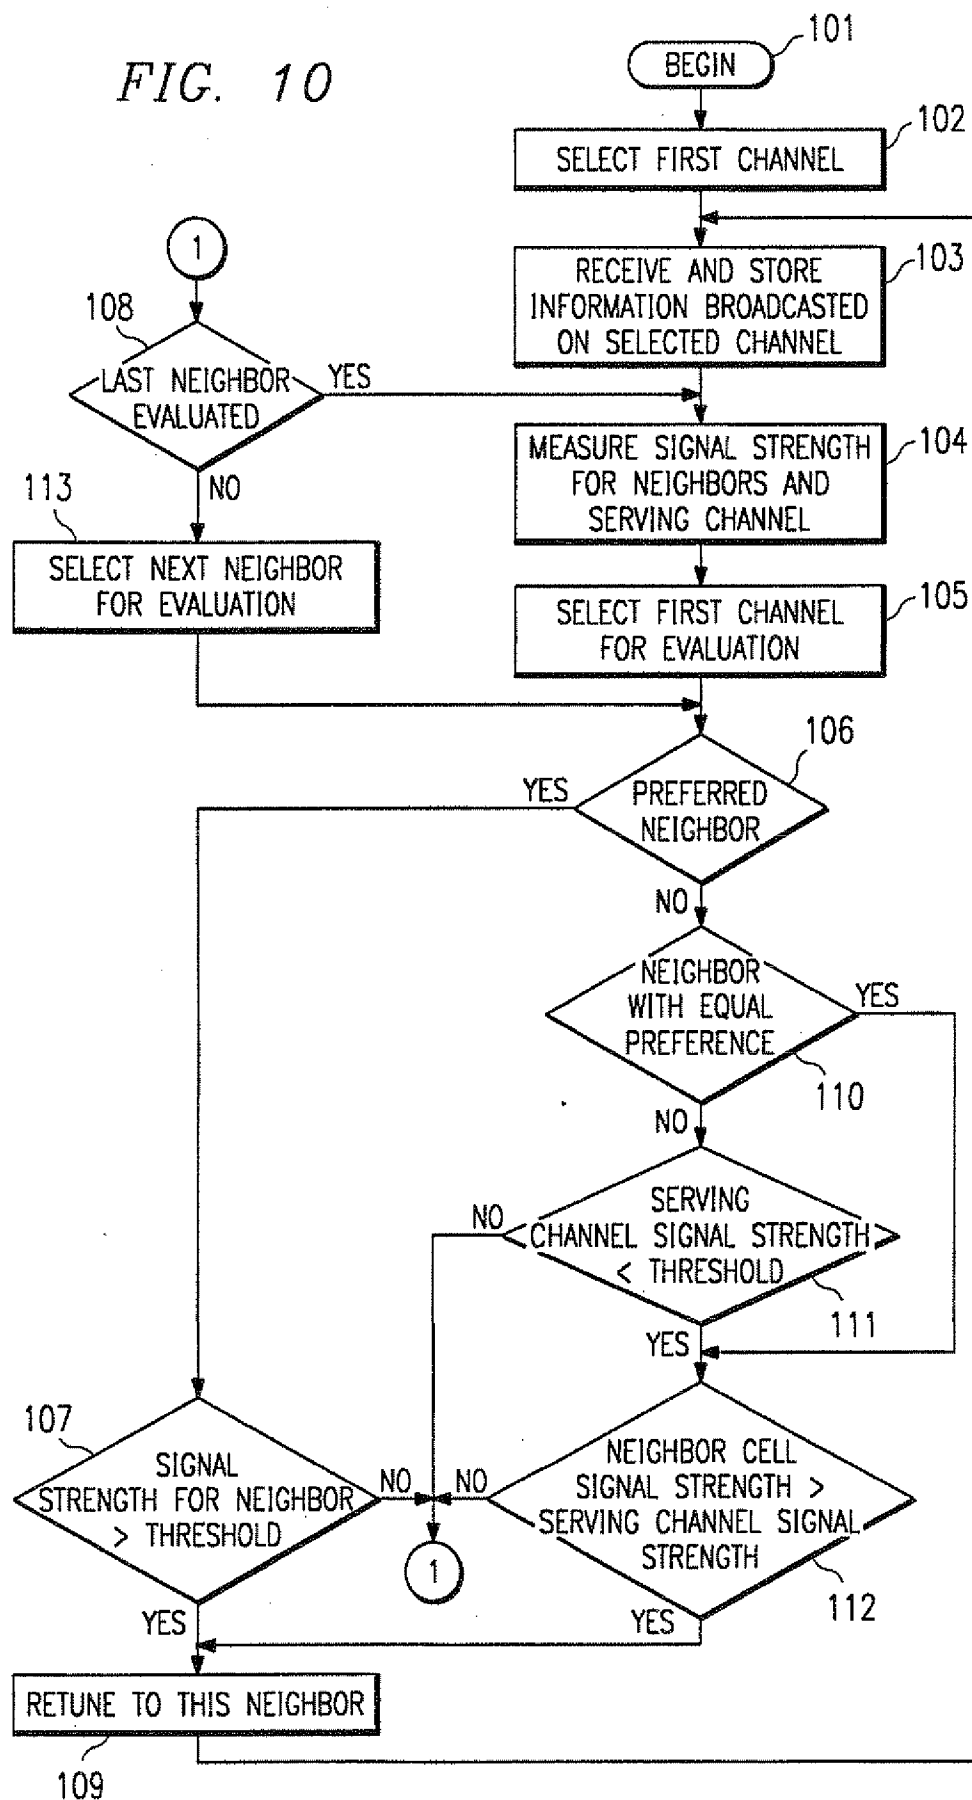 FIG. 10
101
BEGIN
102
SELECT FIRST CHANNEL
103
RECEIVE AND STORE
INFORMATION BROADCASTED
ON SELECTED CHANNEL
1
108
LAST NEIGHBOR
EVALUATED
YES
NO
104
MEASURE SIGNAL STRENGTH
FOR NEIGHBORS AND
SERVING CHANNEL
113
SELECT NEXT NEIGHBOR
FOR EVALUATION
105
SELECT FIRST CHANNEL
FOR EVALUATION
106
YES
PREFERRED
NEIGHBOR
NO
NEIGHBOR
WITH EQUAL
PREFERENCE
YES
110
NO
SERVING
CHANNEL SIGNAL STRENGTH
< THRESHOLD
NO
111
YES
107
SIGNAL
STRENGTH FOR NEIGHBOR
> THRESHOLD
NO
NO
NEIGHBOR CELL
SIGNAL STRENGTH >
SERVING CHANNEL SIGNAL
STRENGTH
1
112
YES
YES
RETUNE TO THIS NEIGHBOR
109